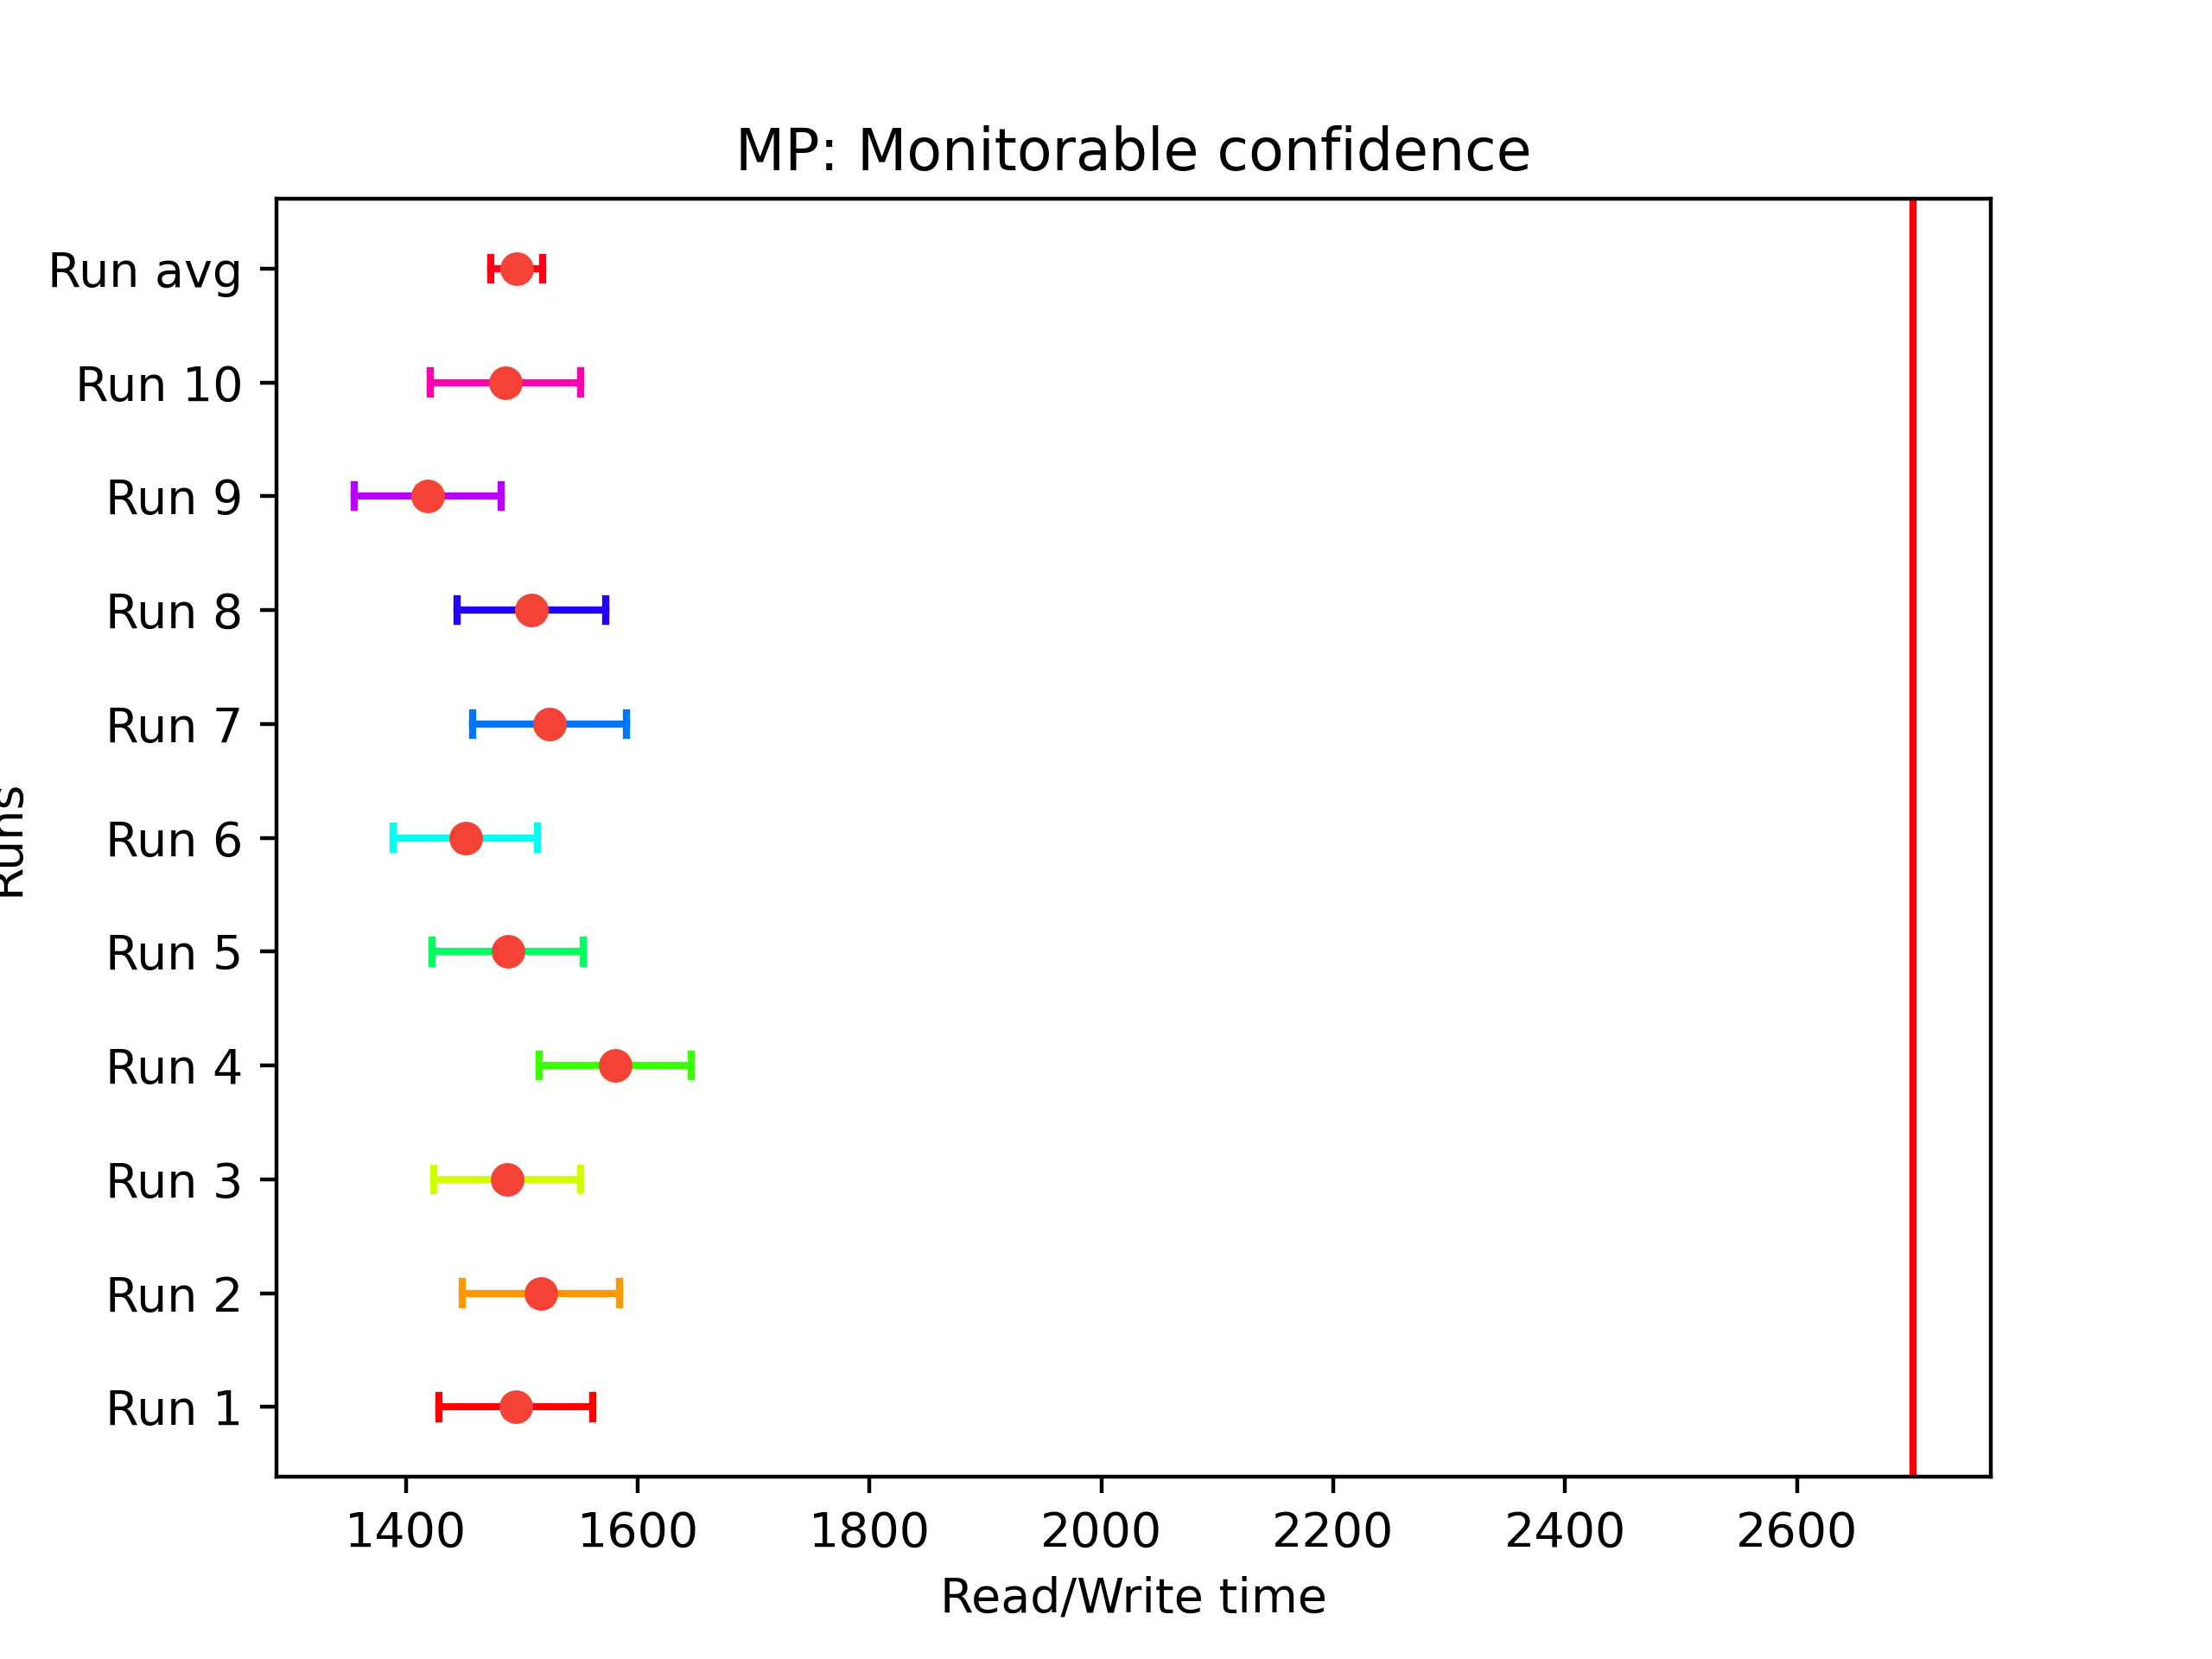 MP: Monitorable confidence
Run avg
Run 10
Run 9
Run 8
Run 7
Run 6
Run 5
Run 4
Run 3
Run 2
Run 1
Runs
1400 1600 1800 2000 2200 2400 2600
Read/Write time